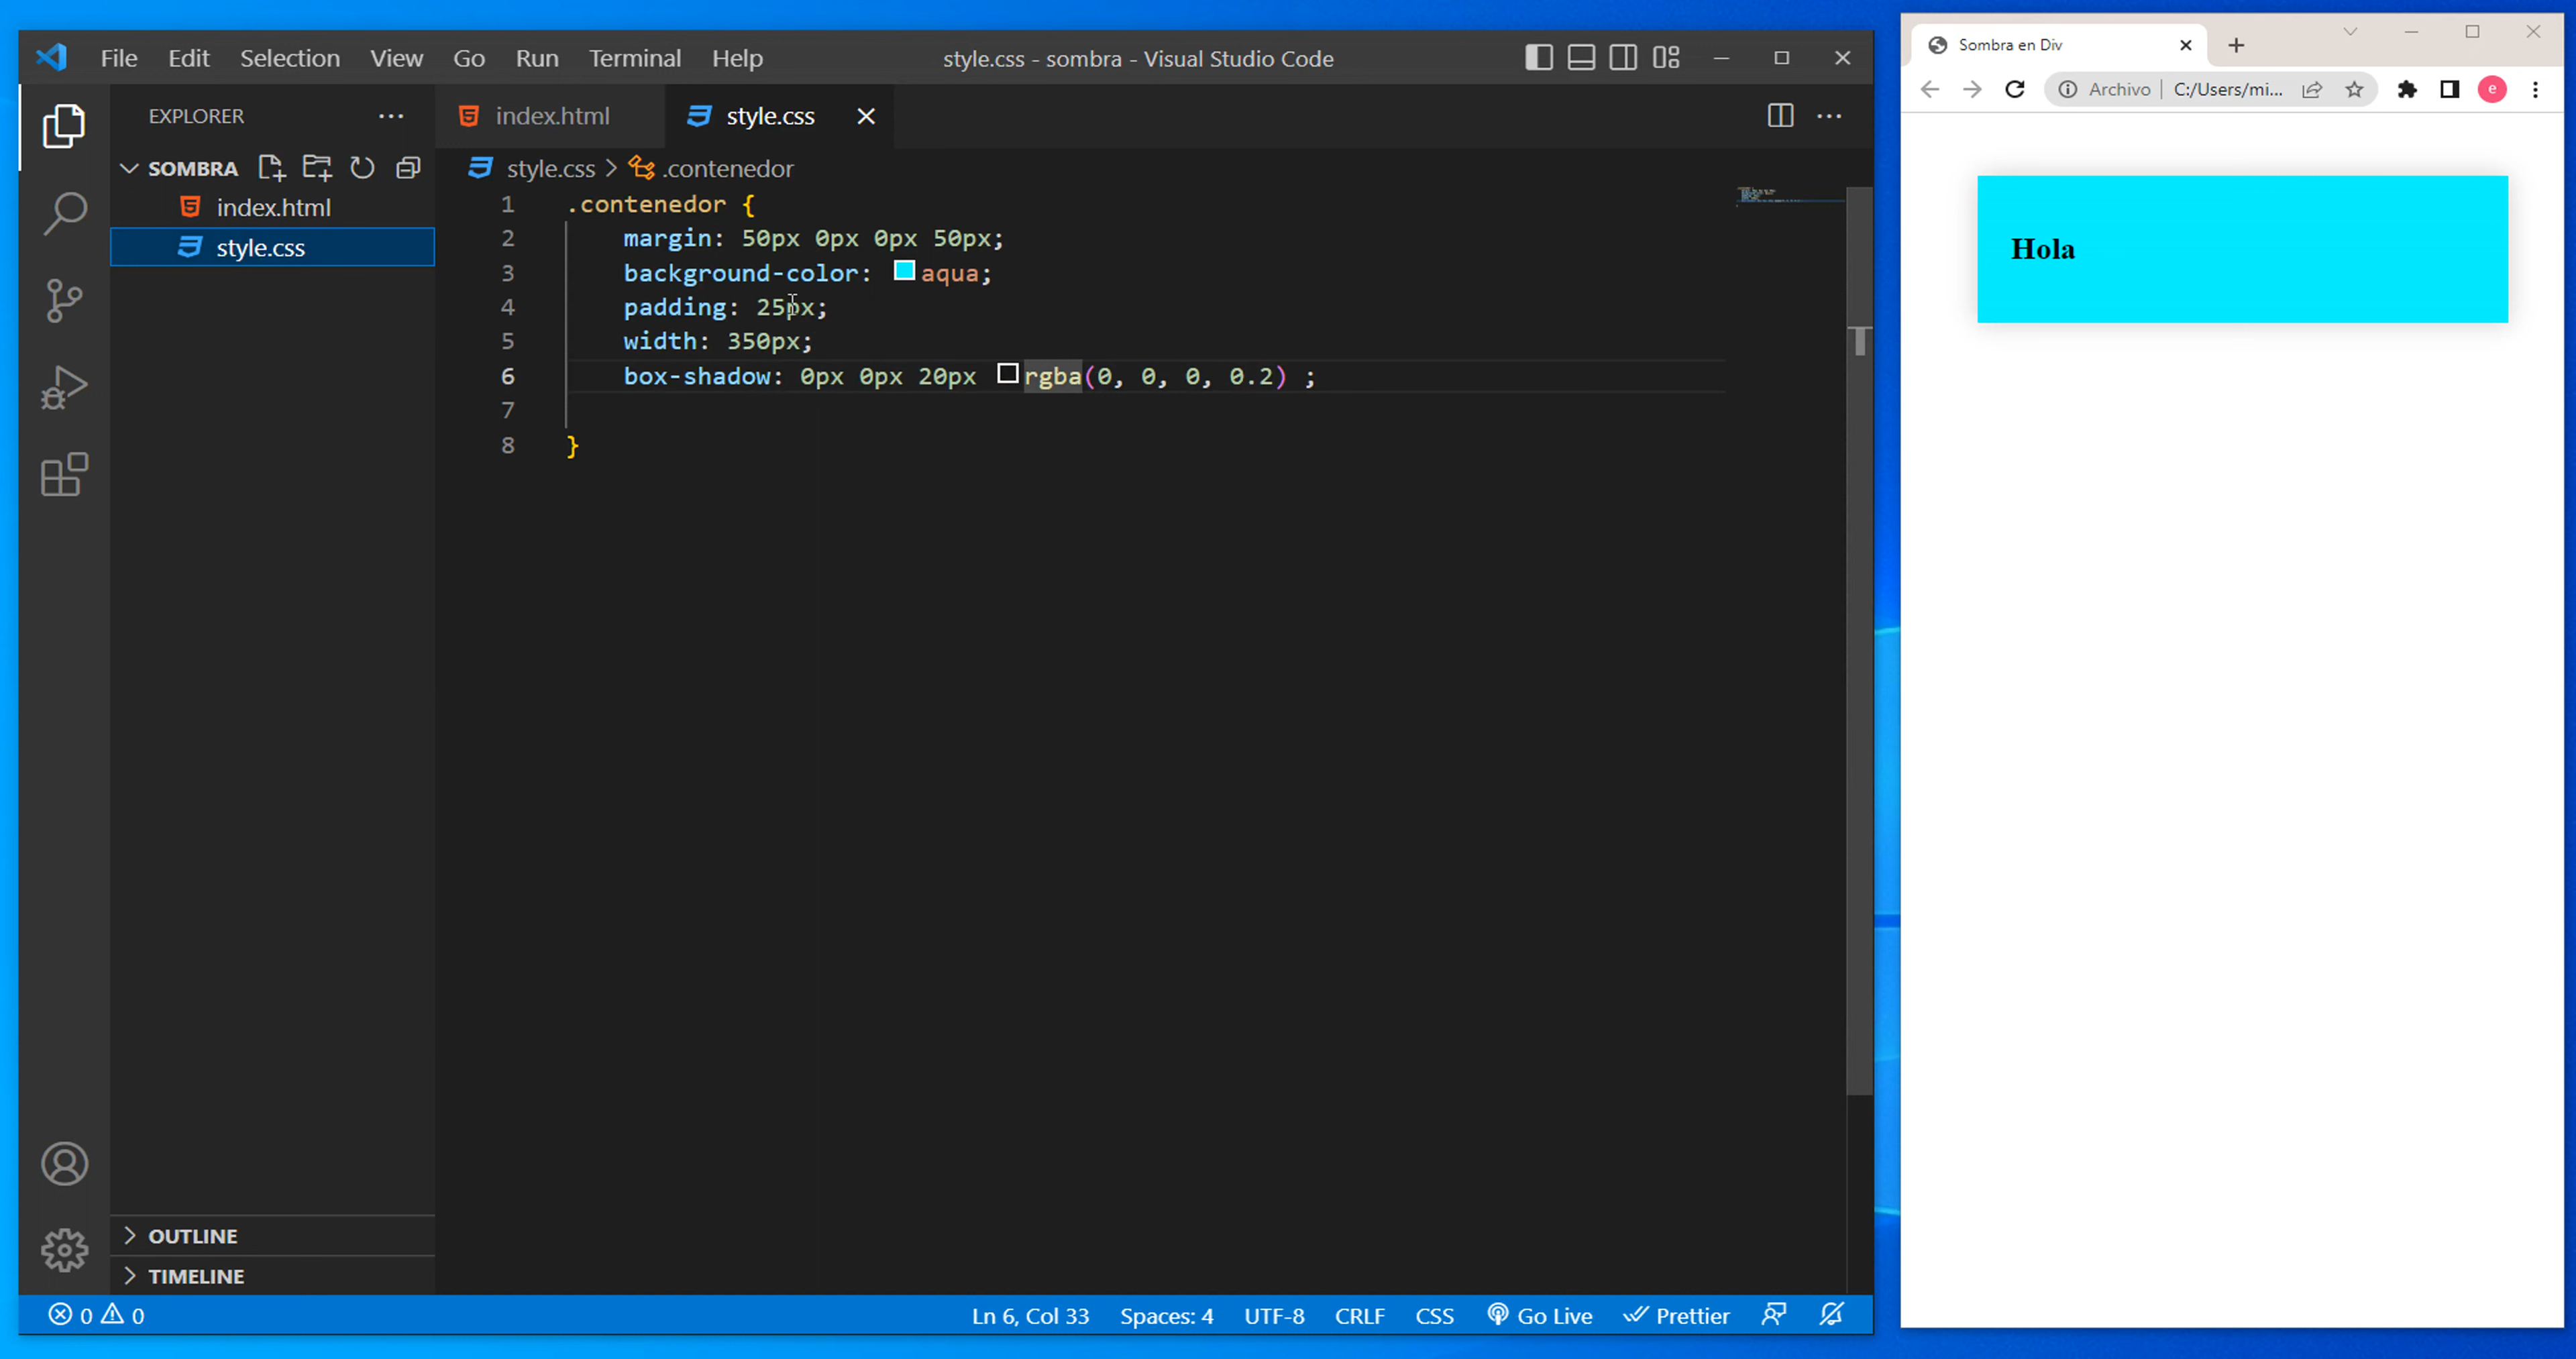 File Edit Selection View Go Run Terminal Help
style.css - sombra - Visual Studio Code
EXPLORER
SOMBRA
index.html
style.css
index.html
style.css
style.css > .contenedor
1 .contenedor {
2 margin: 50px 0px 0px 50px;
3 background-color: aqua;
4 padding: 25px;
5 width: 350px;
6 box-shadow: 0px 0px 20px rgba(0, 0, 0, 0.2) ;
7
8 }
OUTLINE
TIMELINE
0 0
Ln 6, Col 33 Spaces: 4 UTF-8 CRLF CSS Go Live Prettier
Sombra en Div
Archivo | C:/Users/mi...
e
Hola